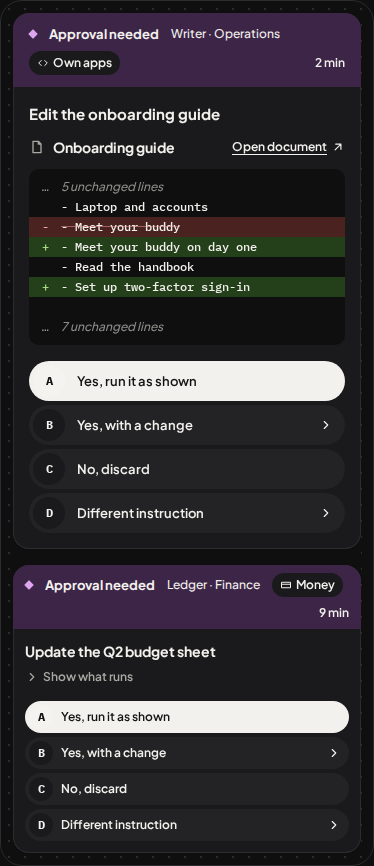 Approval needed Writer · Operations
Own apps 2 min
Edit the onboarding guide
Onboarding guide Open document
... 5 unchanged lines
- Laptop and accounts
- - Meet your buddy
+ - Meet your buddy on day one
- Read the handbook
+ - Set up two-factor sign-in
... 7 unchanged lines
A Yes, run it as shown
B Yes, with a change
C No, discard
D Different instruction
Approval needed Ledger · Finance Money
9 min
Update the Q2 budget sheet
Show what runs
A Yes, run it as shown
B Yes, with a change
C No, discard
D Different instruction